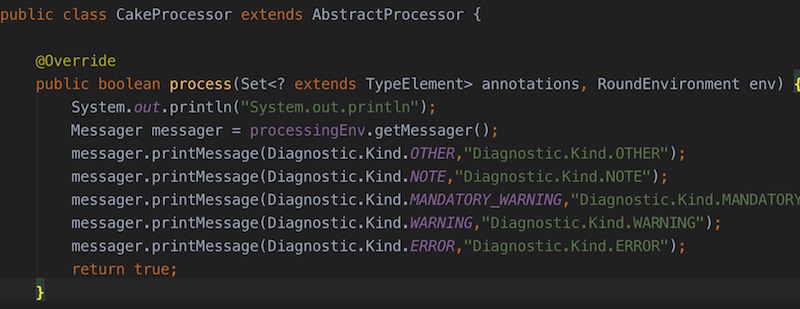 public class CakeProcessor extends AbstractProcessor {
@Override
public boolean process(Set<? extends TypeElement> annotations, RoundEnvironment env) {
System.out.println("System.out.println");
Messager messager = processingEnv.getMessager();
messager.printMessage(Diagnostic.Kind.OTHER,"Diagnostic.Kind.OTHER");
messager.printMessage(Diagnostic.Kind.NOTE,"Diagnostic.Kind.NOTE");
messager.printMessage(Diagnostic.Kind.MANDATORY_WARNING,"Diagnostic.Kind.MANDATORY
messager.printMessage(Diagnostic.Kind.WARNING,"Diagnostic.Kind.WARNING");
messager.printMessage(Diagnostic.Kind.ERROR,"Diagnostic.Kind.ERROR");
return true;
}